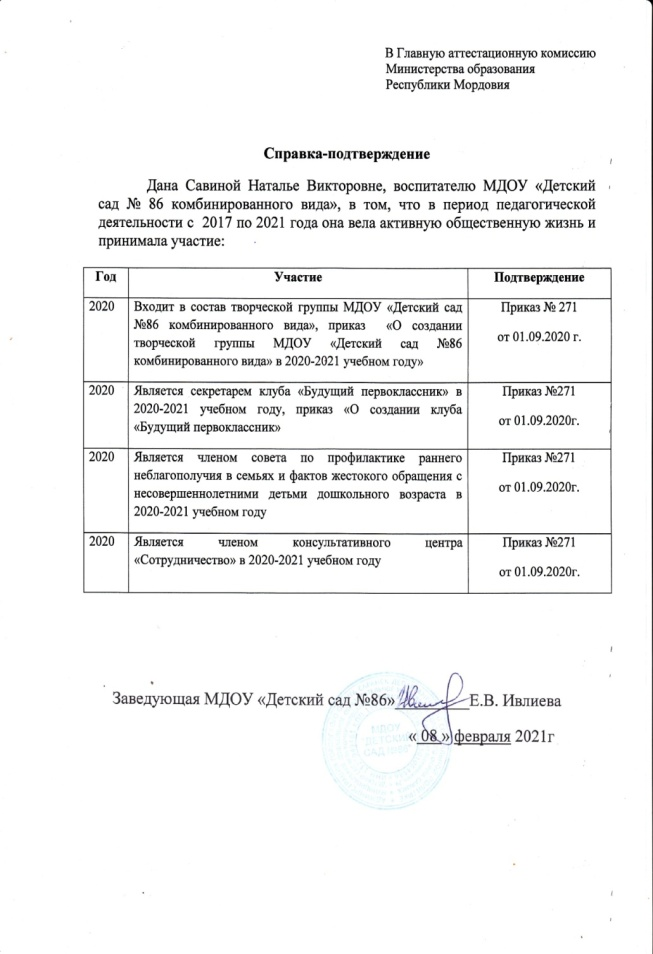 В Главную аттестационную комиссию
Министерства образования
Республики Мордовия
Справка-подтверждение
Дана Савиной Наталье Викторовне, воспитателю МДОУ «Детский
сад № 86 комбинированного вида», в том, что в период педагогической
деятельности с 2017 по 2021 года она вела активную общественную жизнь и
принимала участие:
Год Участие Подтверждение
2020 Входит в состав творческой группы МДОУ «Детский сад Приказ № 271
№86 комбинированного вида», приказ «О создании
творческой группы МДОУ «Детский сад №86 от 01.09.2020 г.
комбинированного вида» в 2020-2021 учебном году»
2020 Является секретарем клуба «Будущий первоклассник» в Приказ №271
2020-2021 учебном году, приказ «О создании клуба
«Будущий первоклассник» от 01.09.2020г.
2020 Является членом совета по профилактике раннего Приказ №271
неблагополучия в семьях и фактов жестокого обращения с
несовершеннолетними детьми дошкольного возраста в от 01.09.2020г.
2020-2021 учебном году
2020 Является членом консультативного центра Приказ №271
«Сотрудничество» в 2020-2021 учебном году
от 01.09.2020г.
Заведующая МДОУ «Детский сад №86» Е.В. Ивлиева
« 08 » февраля 2021г
МДОУ
ДЕТСКИЙ